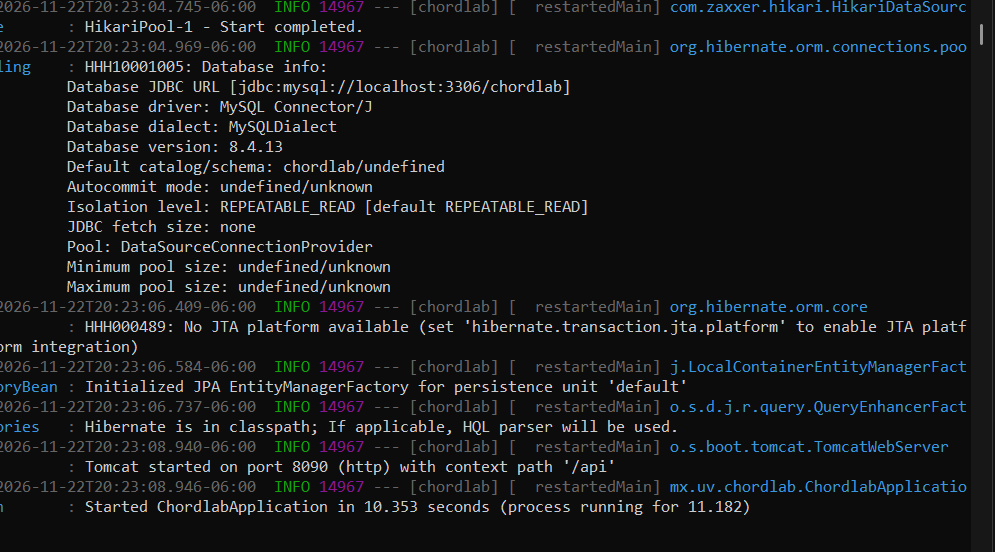 2026-11-22T20:23:04.745-06:00  INFO 14967 --- [chordlab] [  restartedMain] com.zaxxer.hikari.HikariDataSourc
e       : HikariPool-1 - Start completed.
2026-11-22T20:23:04.969-06:00  INFO 14967 --- [chordlab] [  restartedMain] org.hibernate.orm.connections.poo
ling    : HHH10001005: Database info:
Database JDBC URL [jdbc:mysql://localhost:3306/chordlab]
Database driver: MySQL Connector/J
Database dialect: MySQLDialect
Database version: 8.4.13
Default catalog/schema: chordlab/undefined
Autocommit mode: undefined/unknown
Isolation level: REPEATABLE_READ [default REPEATABLE_READ]
JDBC fetch size: none
Pool: DataSourceConnectionProvider
Minimum pool size: undefined/unknown
Maximum pool size: undefined/unknown
2026-11-22T20:23:06.409-06:00  INFO 14967 --- [chordlab] [  restartedMain] org.hibernate.orm.core
: HHH000489: No JTA platform available (set 'hibernate.transaction.jta.platform' to enable JTA platf
orm integration)
2026-11-22T20:23:06.584-06:00  INFO 14967 --- [chordlab] [  restartedMain] j.LocalContainerEntityManagerFact
oryBean : Initialized JPA EntityManagerFactory for persistence unit 'default'
2026-11-22T20:23:06.737-06:00  INFO 14967 --- [chordlab] [  restartedMain] o.s.d.j.r.query.QueryEnhancerFact
ories   : Hibernate is in classpath; If applicable, HQL parser will be used.
2026-11-22T20:23:08.940-06:00  INFO 14967 --- [chordlab] [  restartedMain] o.s.boot.tomcat.TomcatWebServer
: Tomcat started on port 8090 (http) with context path '/api'
2026-11-22T20:23:08.946-06:00  INFO 14967 --- [chordlab] [  restartedMain] mx.uv.chordlab.ChordlabApplicatio
n       : Started ChordlabApplication in 10.353 seconds (process running for 11.182)